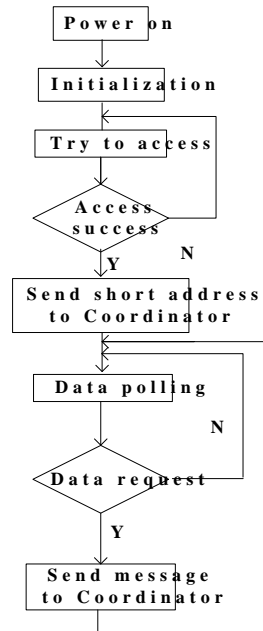 Power on
Initialization
Try to access
Access
success
N
Y
Send short address
to Coordinator
Data polling
N
Data request
Y
Send message
to Coordinator